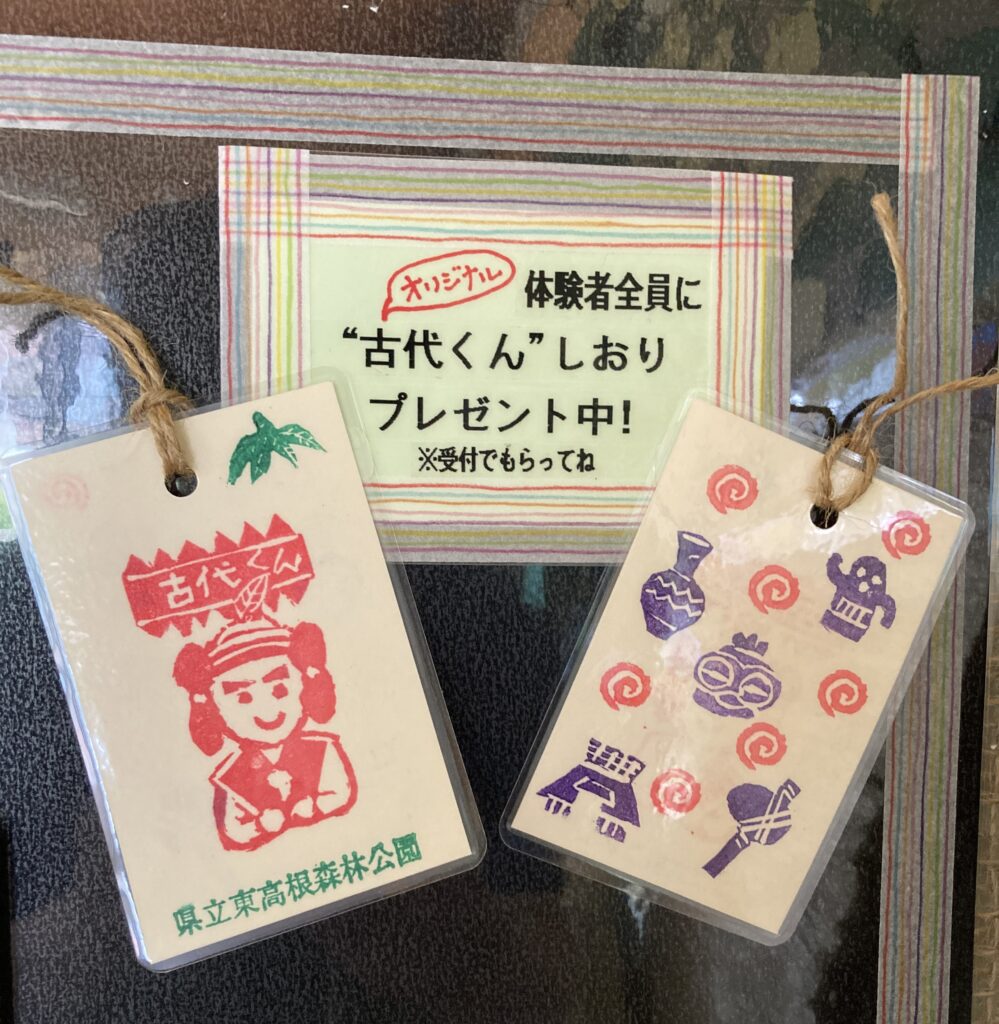 オリジナル 体験者全員に
“古代くん”しおり
プレゼント中!
※受付でもらってね
古代くん
県立東高根森林公園